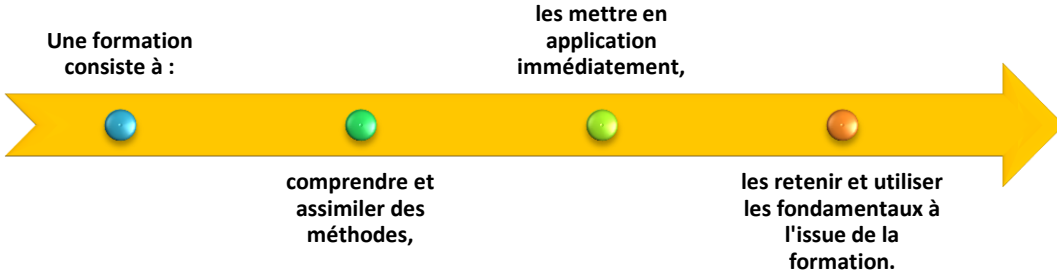 Une formation
consiste à :
comprendre et
assimiler des
méthodes,
les mettre en
application
immédiatement,
les retenir et utiliser
les fondamentaux à
l'issue de la
formation.